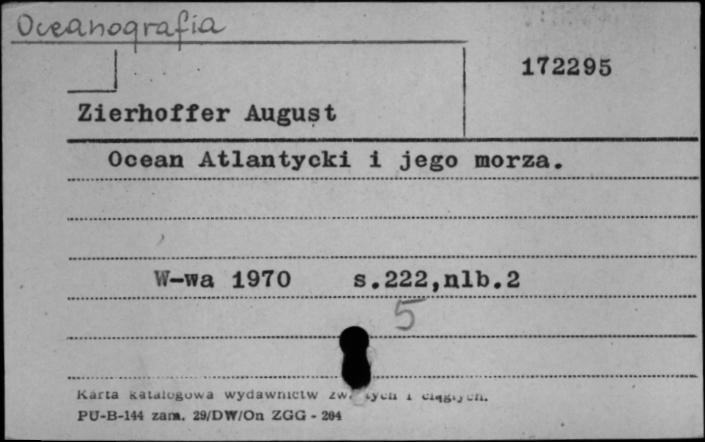 Oceanografia
172295
Zierhoffer August
Ocean Atlantycki i jego morza.
W-wa 1970 s.222,nlb.2
5
Karta katalogowa wydawnictw i ciągłych.
PU-B-144 zam. 29/DW/On ZGG - 204